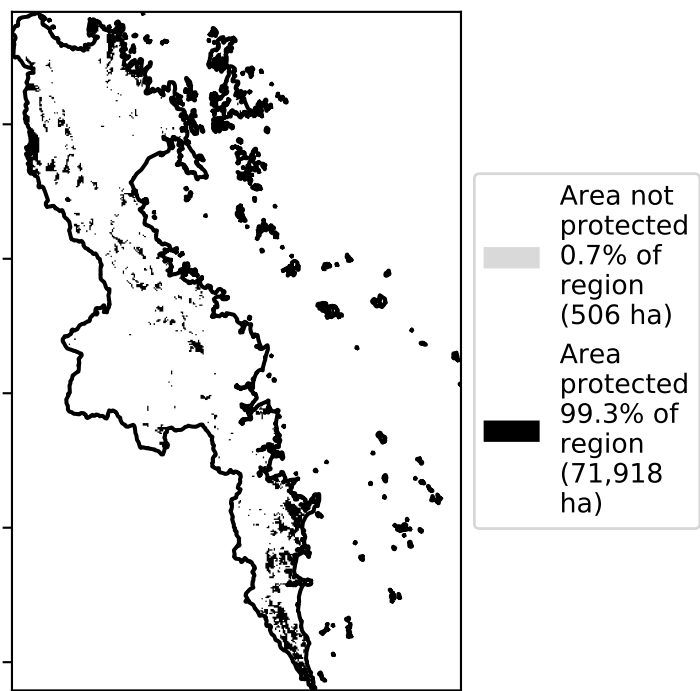 Area not
protected
0.7% of
region
(506 ha)
Area
protected
99.3% of
region
(71,918
ha)